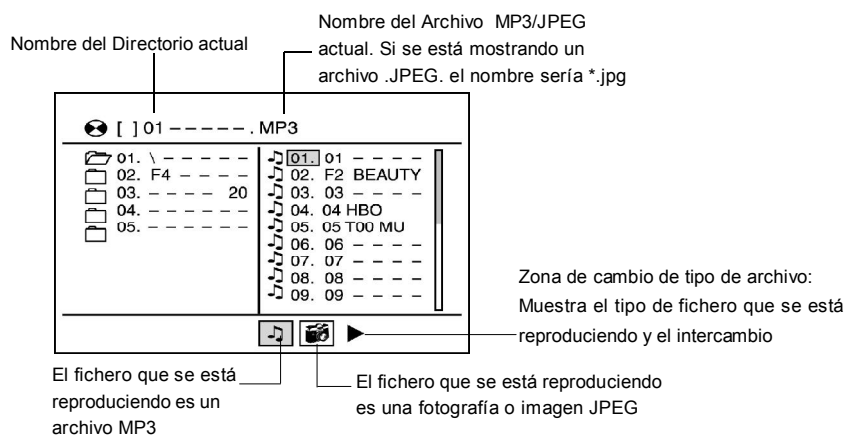 Nombre del Directorio actual
Nombre del Archivo MP3/JPEG
actual. Si se está mostrando un
archivo .JPEG. el nombre sería *.jpg
[ ] 01 – – – – – – . MP3
01. \ – – – – –
02. F4 – – – – –
03. – – – – 20
04. – – – – – –
05. – – – – – –
01. 01 – – – –
02. F2 BEAUTY
03. 03 – – – –
04. 04 HBO
05. 05 T00 MU
06. 06 – – – –
07. 07 – – – –
08. 08 – – – –
09. 09 – – – –
Zona de cambio de tipo de archivo:
Muestra el tipo de fichero que se está
reproduciendo y el intercambio
El fichero que se está
reproduciendo es un
archivo MP3
El fichero que se está reproduciendo
es una fotografía o imagen JPEG